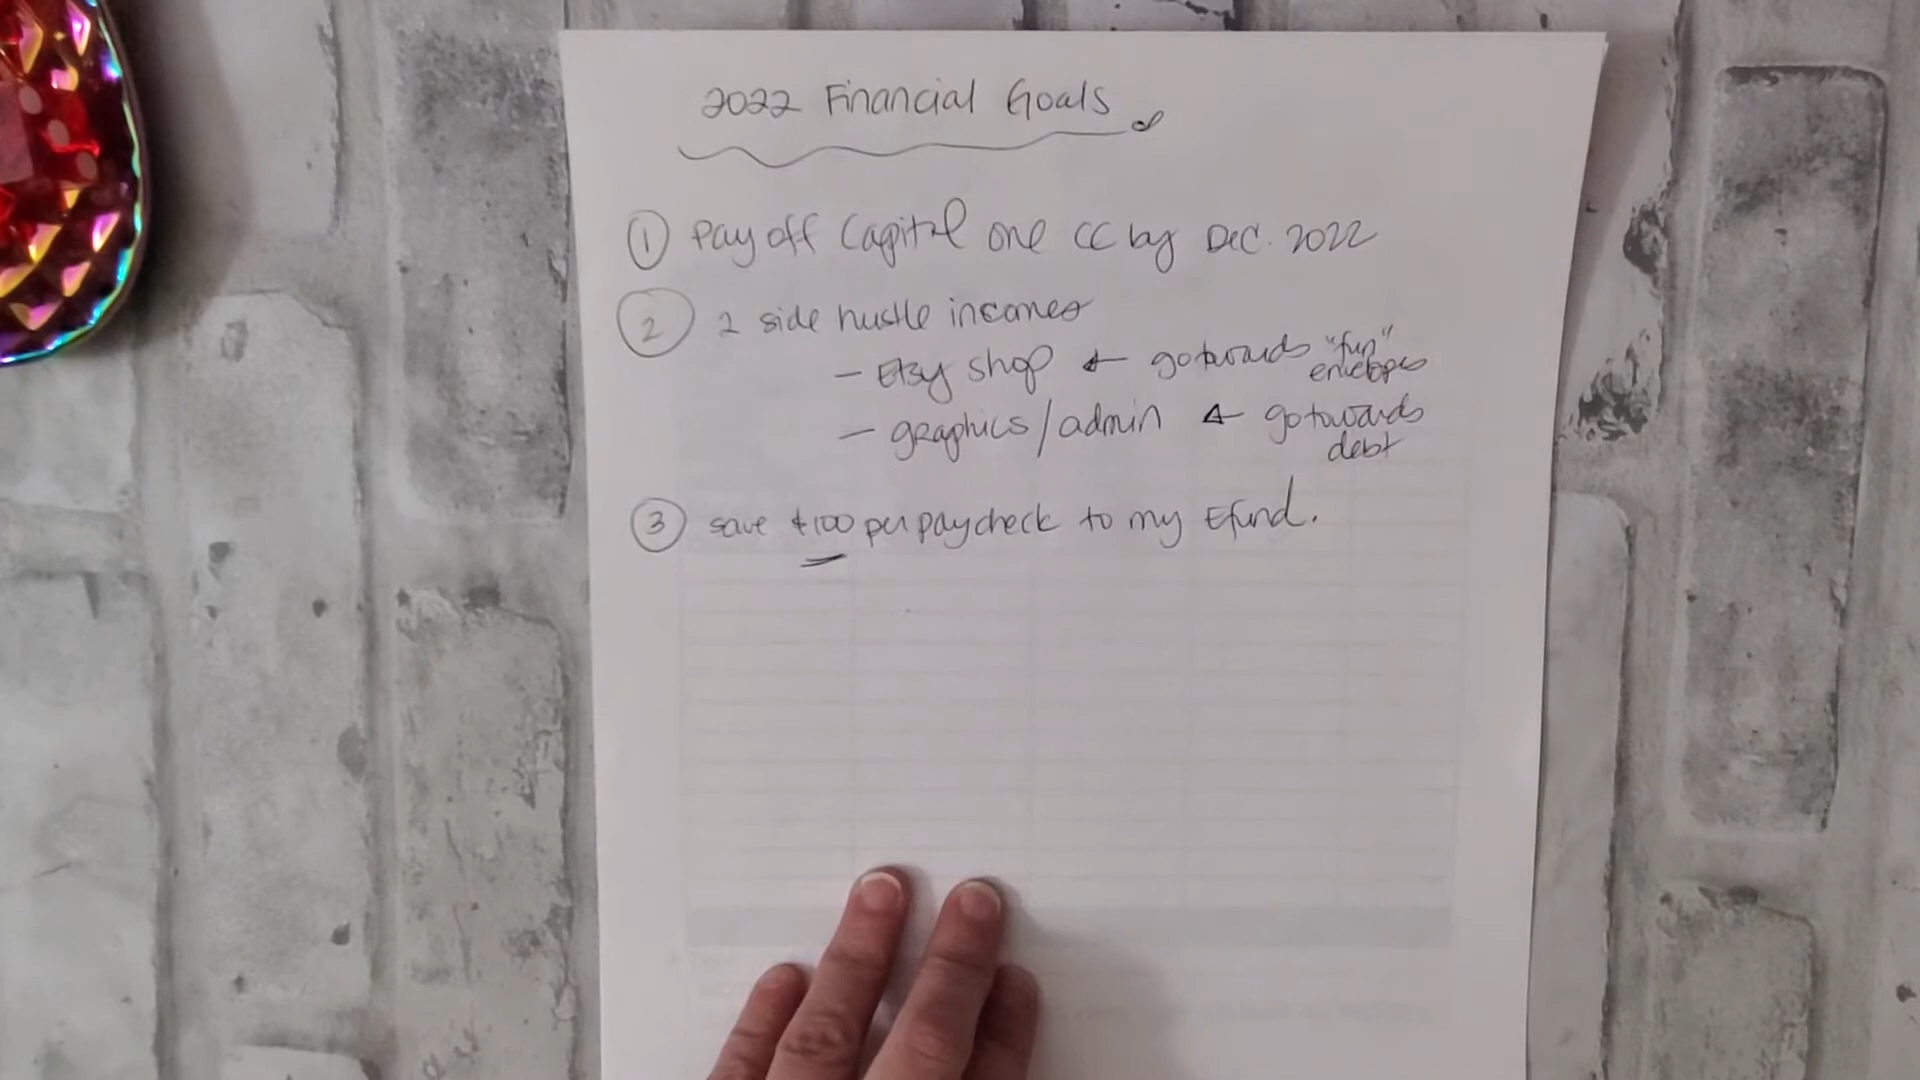 2022 Financial Goals
① Pay off Capital One CC by Dec. 2022
② 2 side hustle incomes
- Etsy shop ← go towards "fun" envelopes
- graphics/admin ← go towards debt
③ save $100 per paycheck to my Efund.